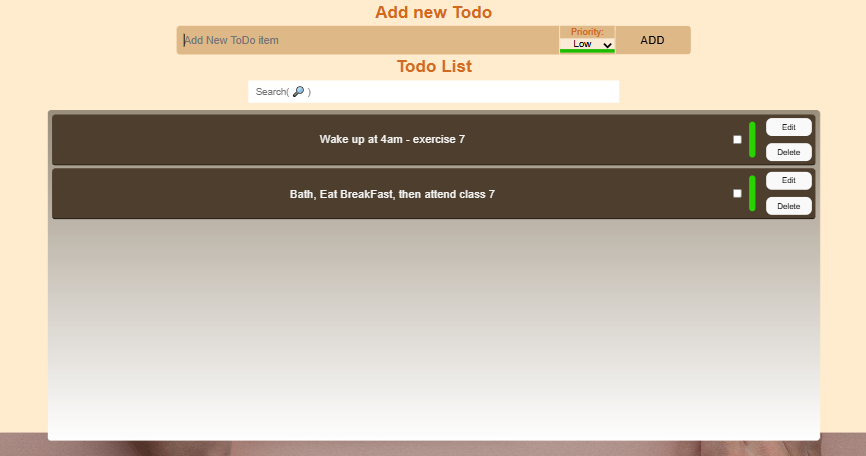 Add new Todo
Add New ToDo item
Priority:
Low
ADD
Todo List
Search( 🔎 )
Wake up at 4am - exercise 7
Edit
Delete
Bath, Eat BreakFast, then attend class 7
Edit
Delete